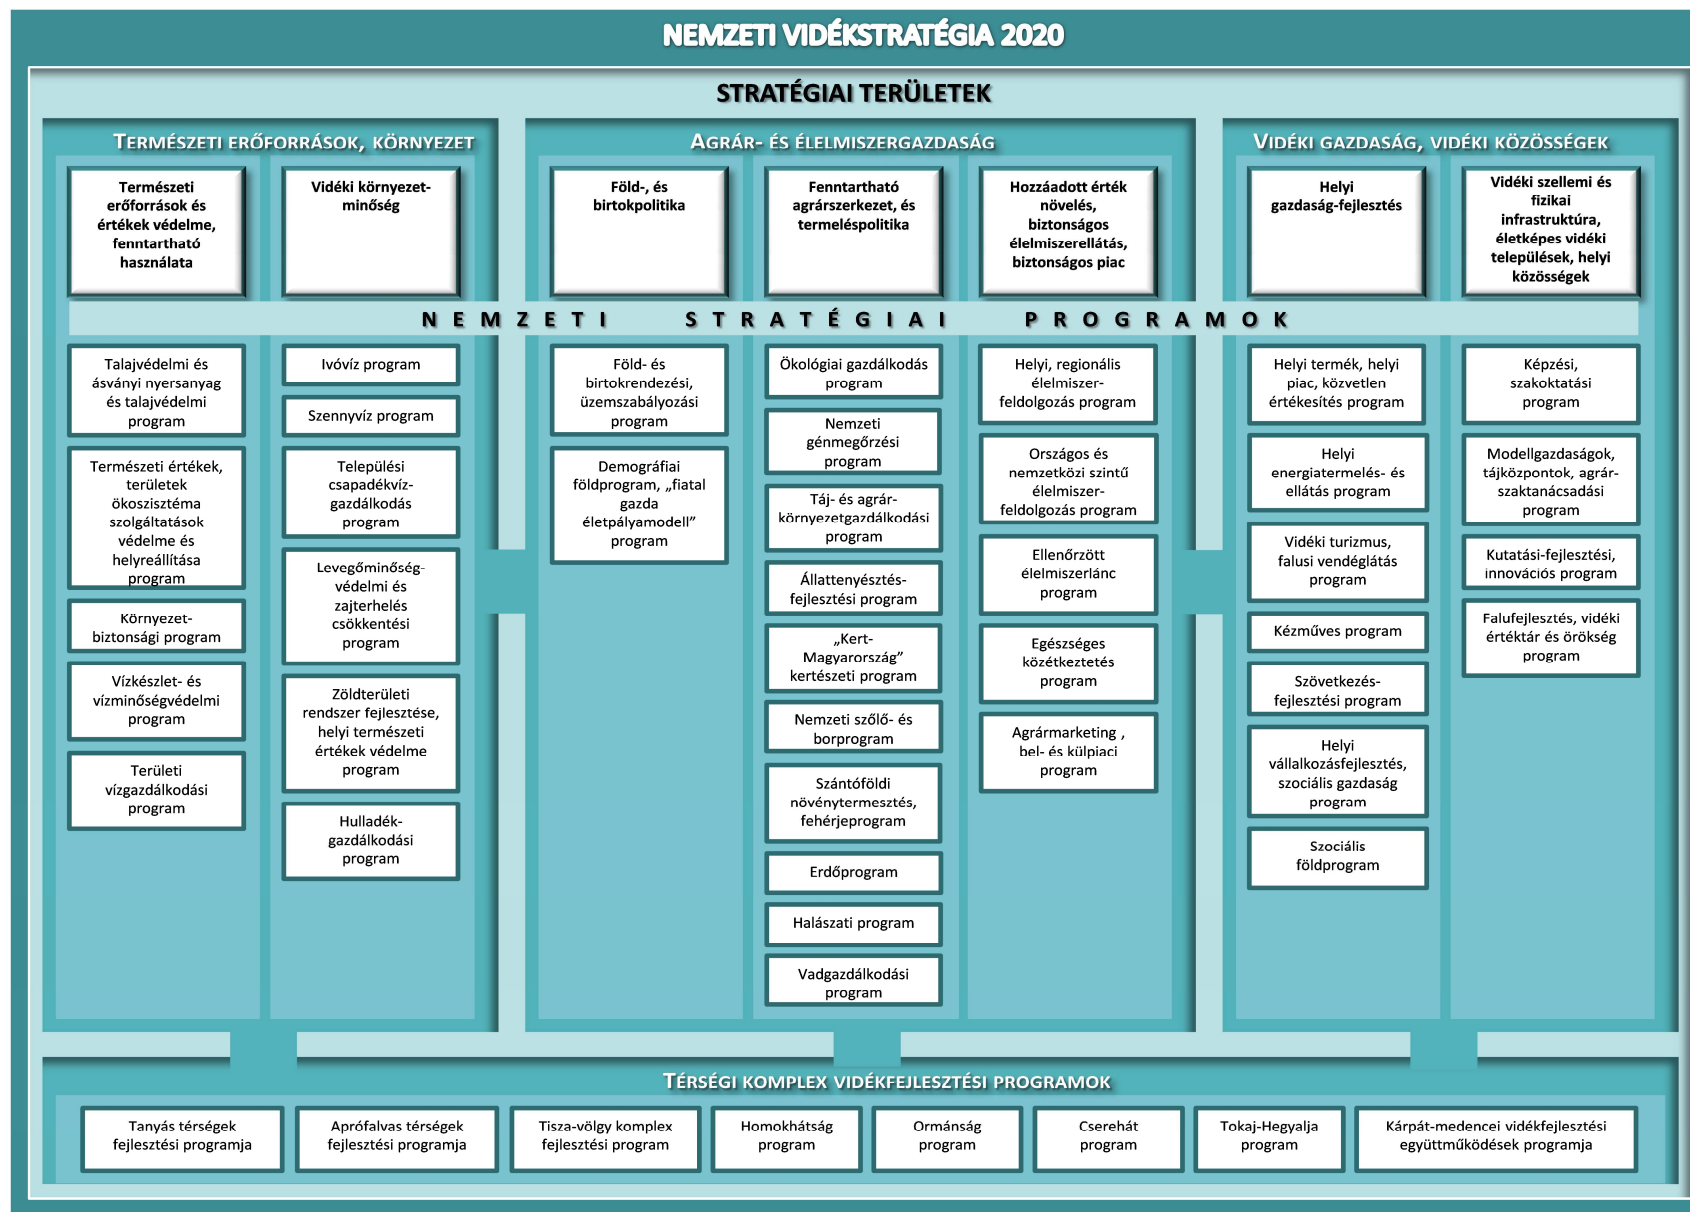 NEMZETI VIDÉKSTRATÉGIA 2020
STRATÉGIAI TERÜLETEK
TERMÉSZETI ERŐFORRÁSOK, KÖRNYEZET
Természeti
erőforrások és
értékek védelme,
fenntartható
használata
Vidéki környezet-
minőség
AGRÁR- ÉS ÉLELMISZERGAZDASÁG
Föld-, és
birtokpolitika
Fenntartható
agrárszerkezet, és
termeléspolitika
Hozzáadott érték
növelés,
biztonságos
élelmiszerellátás,
biztonságos piac
VIDÉKI GAZDASÁG, VIDÉKI KÖZÖSSÉGEK
Helyi
gazdaság-fejlesztés
Vidéki szellemi és
fizikai
infrastruktúra,
életképes vidéki
települések, helyi
közösségek
NEMZETI STRATÉGIAI PROGRAMOK
Talajvédelmi és
ásványi nyersanyag
és talajvédelmi
program
Természeti értékek,
területek
ökoszisztéma
szolgáltatások
védelme és
helyreállítása
program
Környezet-
biztonsági program
Vízkészlet- és
vízminőségvédelmi
program
Területi
vízgazdálkodási
program
Ivóvíz program
Szennyvíz program
Települési
csapadékvíz-
gazdálkodás
program
Levegőminőség-
védelmi és
zajterhelés
csökkentési
program
Zöldterületi
rendszer fejlesztése,
helyi természeti
értékek védelme
program
Hulladék-
gazdálkodási
program
Föld- és
birtokrendezési,
üzemszabályozási
program
Demográfiai
földprogram, „fiatal
gazda
életpályamodell”
program
Ökológiai gazdálkodás
program
Nemzeti
génmegőrzési
program
Táj- és agrár-
környezetgazdálkodási
program
Állattenyésztés-
fejlesztési program
„Kert-
Magyarország”
kertészeti program
Nemzeti szőlő- és
borprogram
Szántóföldi
növénytermesztés,
fehérjeprogram
Erdőprogram
Halászati program
Vadgazdálkodási
program
Helyi, regionális
élelmiszer-
feldolgozás program
Országos és
nemzetközi szintű
élelmiszer-
feldolgozás program
Ellenőrzött
élelmiszerlánc
program
Egészséges
közétkeztetés
program
Agrármarketing ,
bel- és külpiaci
program
Helyi termék, helyi
piac, közvetlen
értékesítés program
Helyi
energiatermelés- és
ellátás program
Vidéki turizmus,
falusi vendéglátás
program
Kézműves program
Szövetkezés-
fejlesztési program
Helyi
vállalkozásfejlesztés,
szociális gazdaság
program
Szociális
földprogram
Képzési,
szakoktatási
program
Modellgazdaságok,
tájközpontok, agrár-
szaktanácsadási
program
Kutatási-fejlesztési,
innovációs program
Falufejlesztés, vidéki
értéktár és örökség
program
TÉRSÉGI KOMPLEX VIDÉKFEJLESZTÉSI PROGRAMOK
Tanyás térségek
fejlesztési programja
Aprófalvas térségek
fejlesztési programja
Tisza-völgy komplex
fejlesztési program
Homokhátság
program
Ormánság
program
Cserehát
program
Tokaj-Hegyalja
program
Kárpát-medencei vidékfejlesztési
együttműködések programja